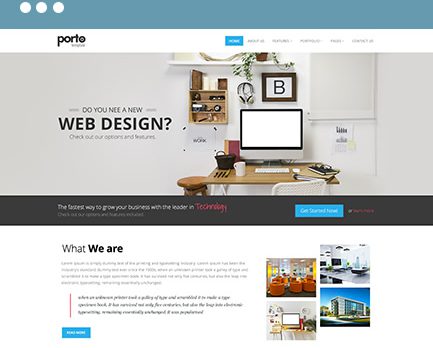 porto
template
HOME ABOUT US FEATURES PORTFOLIO PAGES CONTACT US
DO YOU NEE A NEW
WEB DESIGN?
Check out our options and features.
B
WORK
The fastest way to grow your business with the leader in Technology
Check out our options and features included.
Get Started Now!
or learn more
What We are
Lorem Ipsum is simply dummy text of the printing and typesetting industry. Lorem Ipsum has been the
industry's standard dummy text ever since the 1500s, when an unknown printer took a galley of type and
scrambled it to make a type specimen book. It has survived not only five centuries, but also the leap into
electronic typesetting, remaining essentially unchanged.
when an unknown printer took a galley of type and scrambled it to make a type
specimen book. It has survived not only five centuries, but also the leap into electronic
typesetting, remaining essentially unchanged. It was popularised
READ MORE